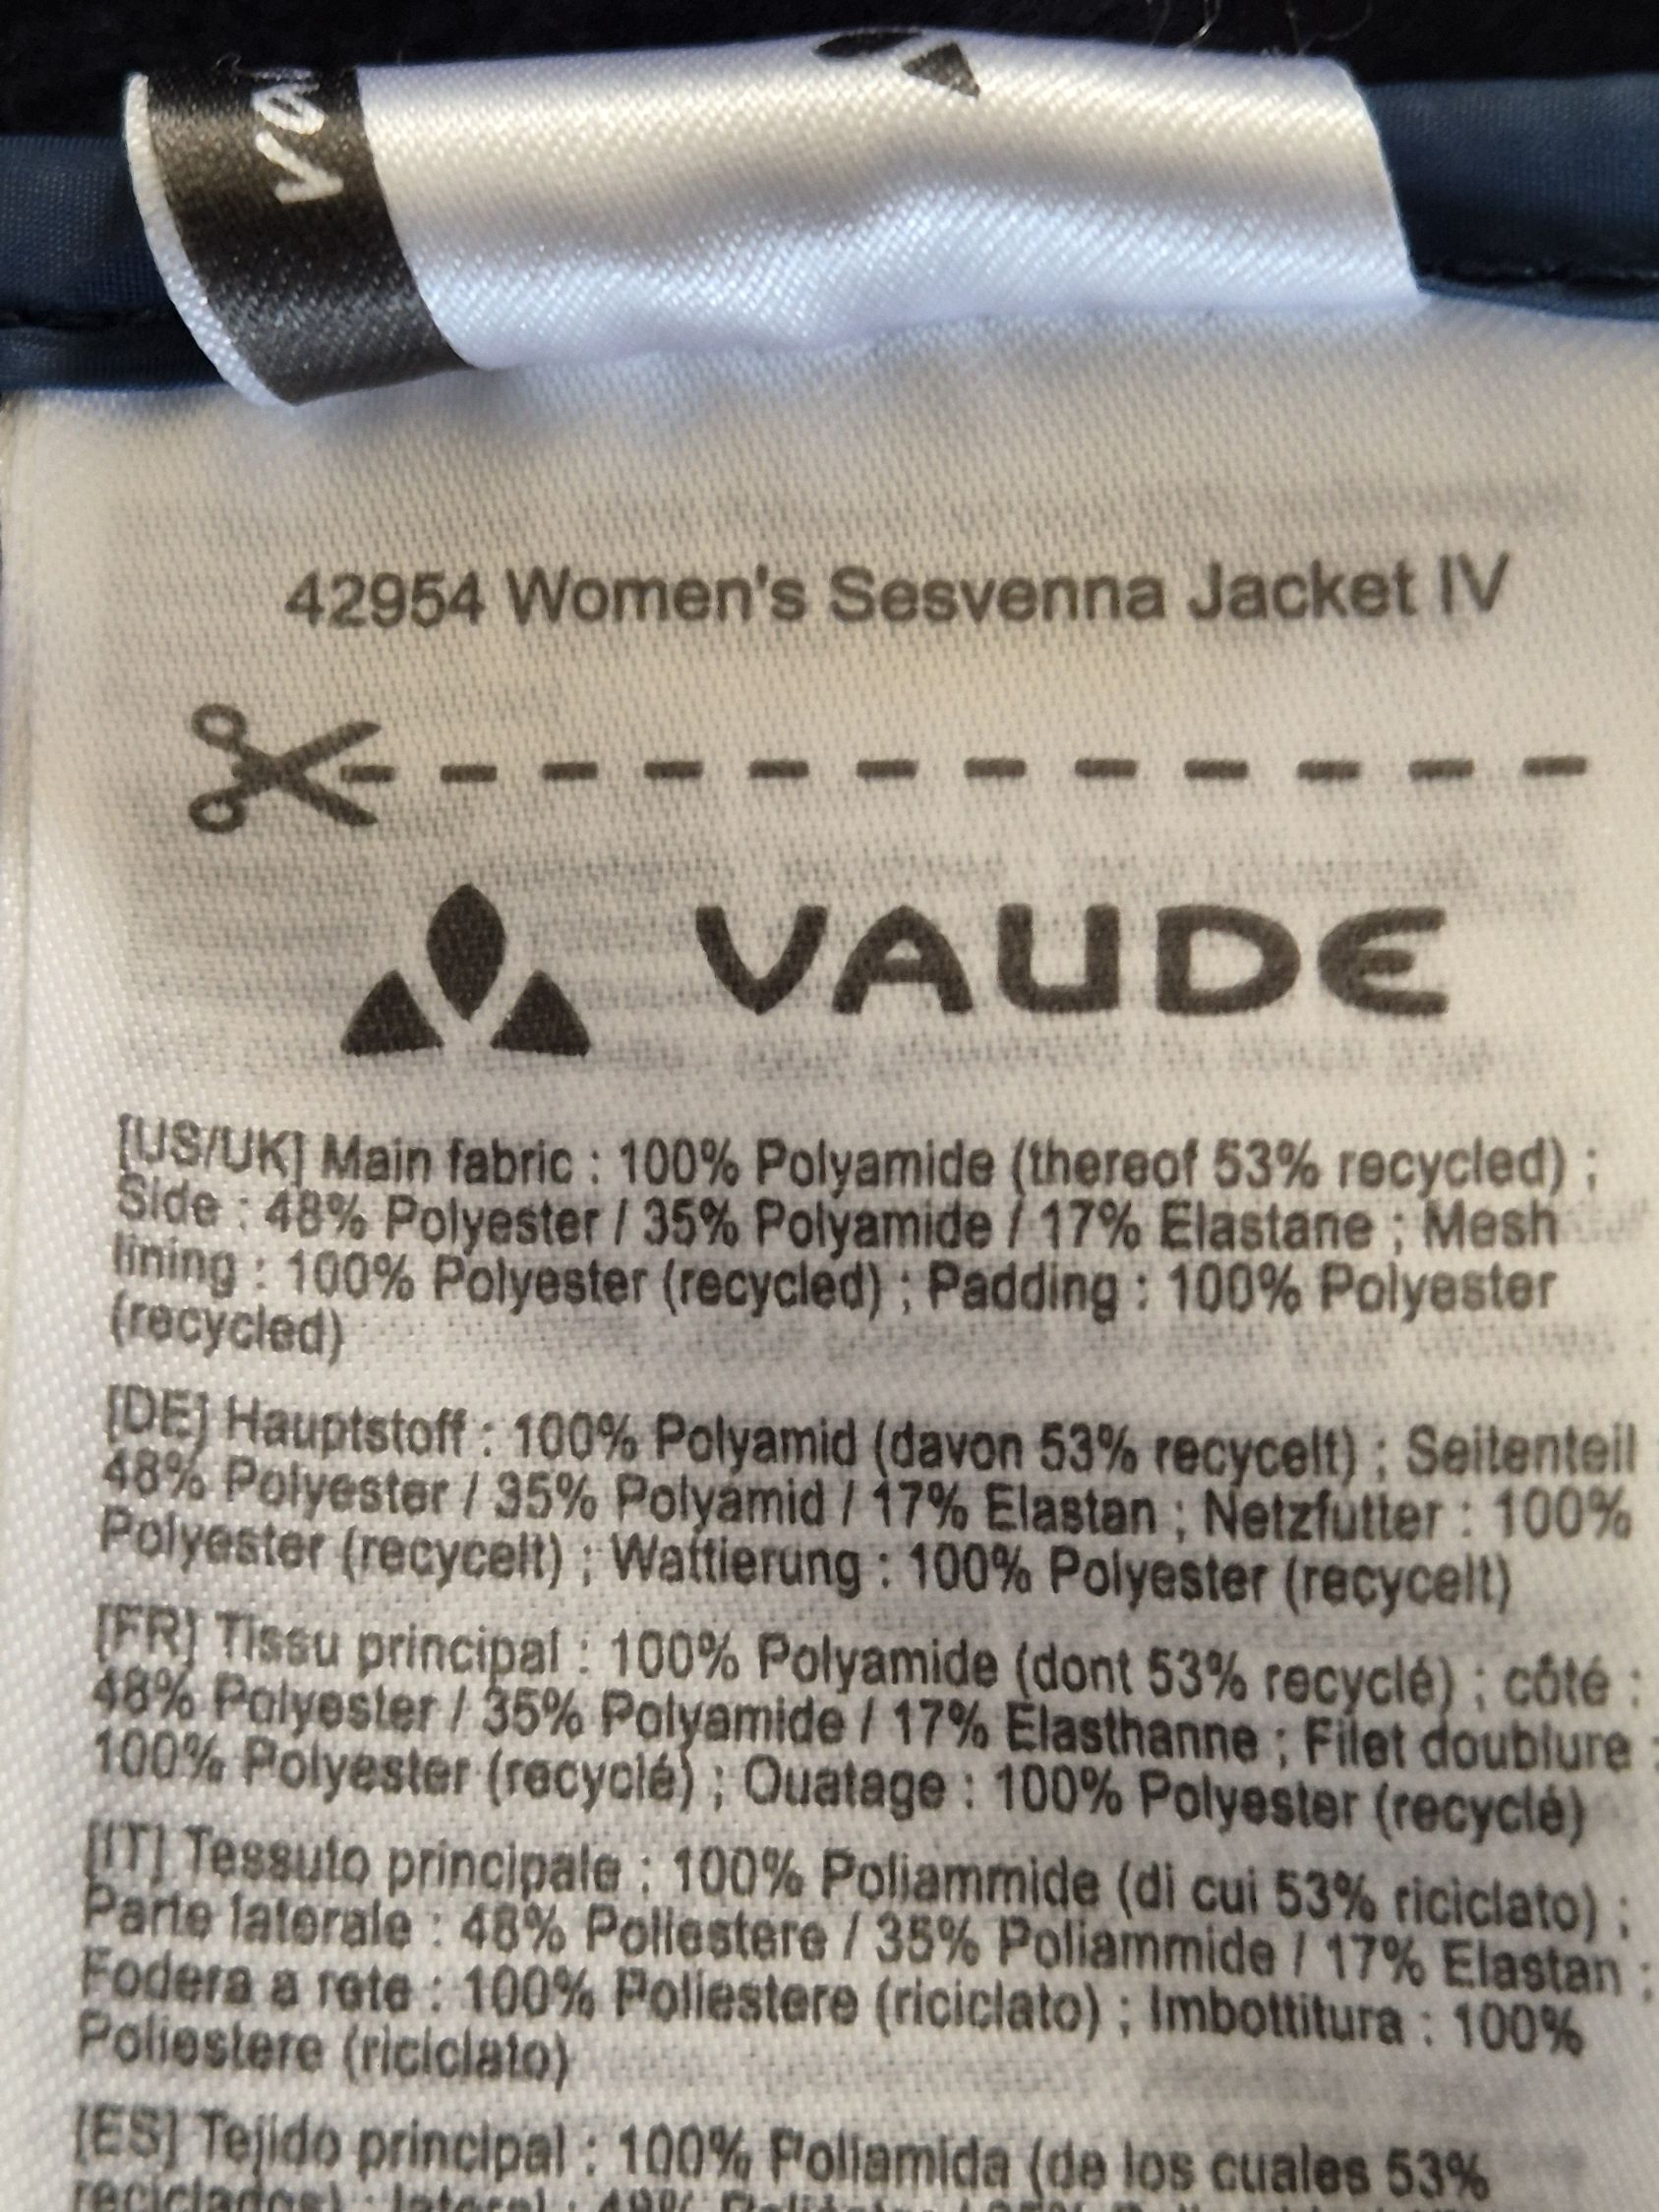 va
42954 Women's Sesvenna Jacket IV
VAUDE
[US/UK] Main fabric : 100% Polyamide (thereof 53% recycled) ;
Side : 48% Polyester / 35% Polyamide / 17% Elastane ; Mesh
lining : 100% Polyester (recycled) ; Padding : 100% Polyester
(recycled)
[DE] Hauptstoff : 100% Polyamid (davon 53% recycelt) ; Seitenteil :
48% Polyester / 35% Polyamid / 17% Elastan ; Netzfutter : 100%
Polyester (recycelt) ; Wattierung : 100% Polyester (recycelt)
[FR] Tissu principal : 100% Polyamide (dont 53% recyclé) ; côté :
48% Polyester / 35% Polyamide / 17% Elasthanne ; Filet doublure :
100% Polyester (recyclé) ; Ouatage : 100% Polyester (recyclé)
[IT] Tessuto principale : 100% Poliammide (di cui 53% riciclato) ;
Parte laterale : 48% Poliestere / 35% Poliammide / 17% Elastan ;
Fodera a rete : 100% Poliestere (riciclato) ; Imbottitura : 100%
Poliestere (riciclato)
[ES] Tejido principal : 100% Poliamida (de los cuales 53%
reciclados) ; lateral : 48%